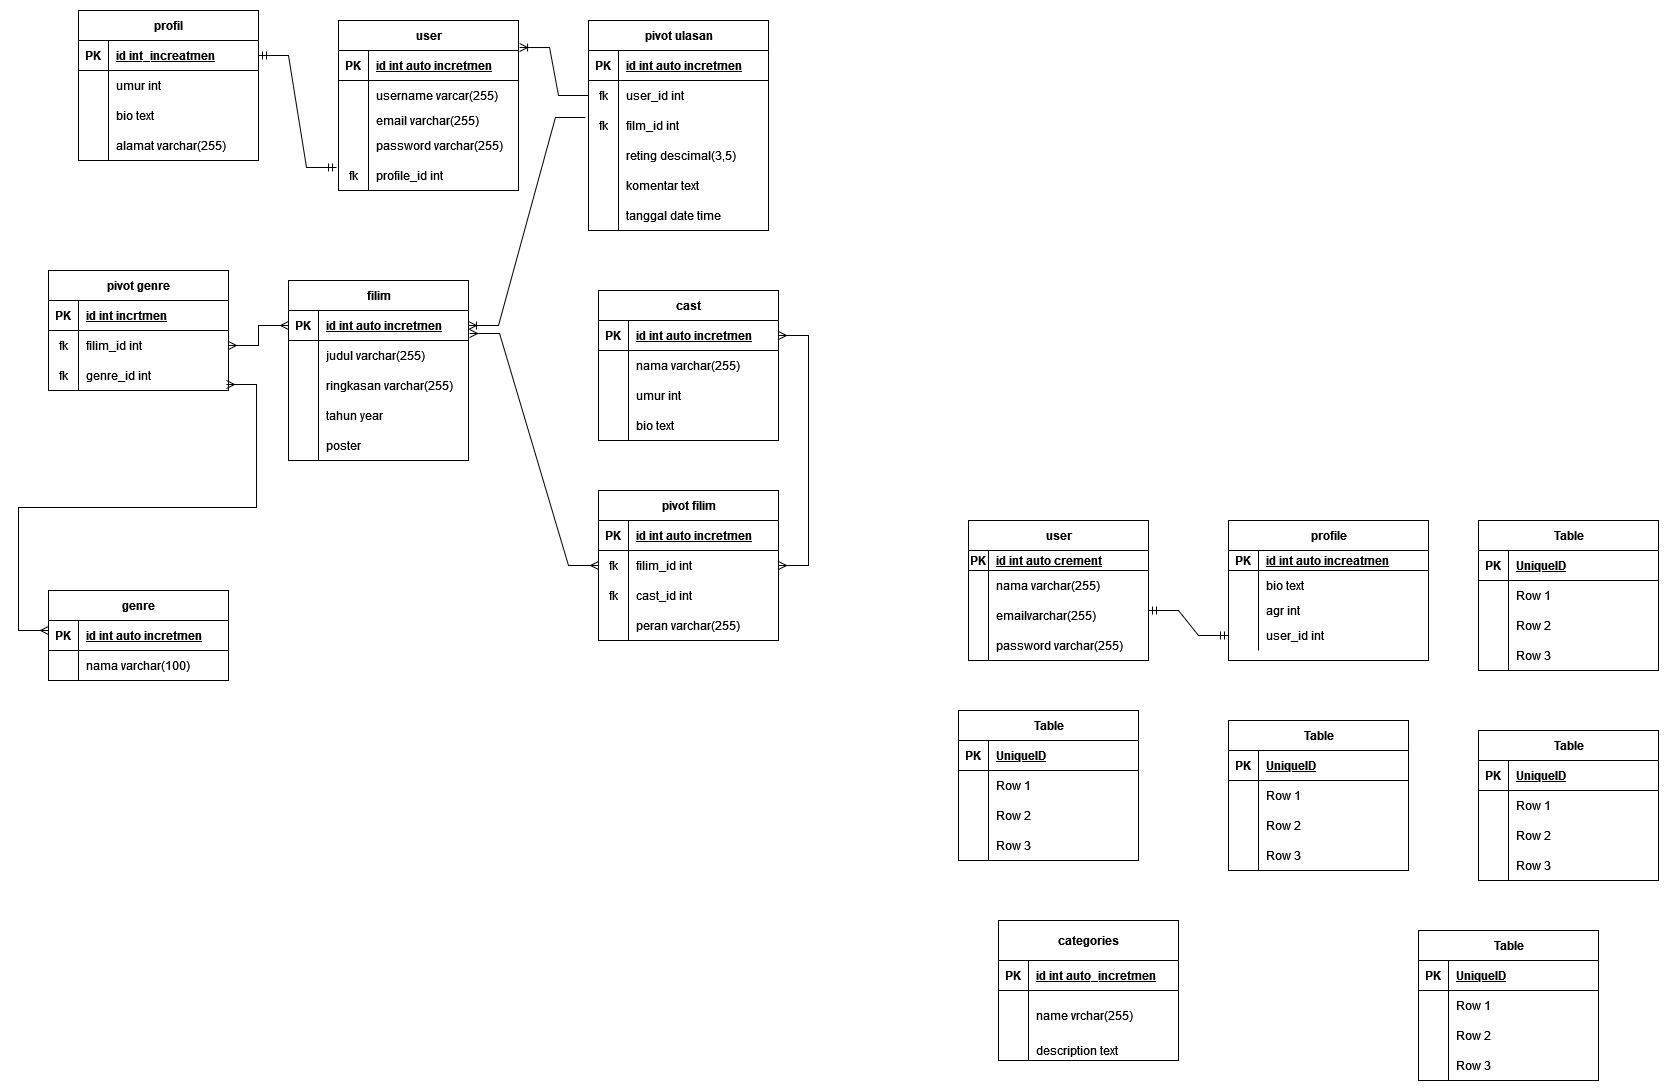 profil
PK id int_increatmen
umur int
bio text
alamat varchar(255)
user
PK id int auto incretmen
username varcar(255)
email varchar(255)
password varchar(255)
fk profile_id int
pivot ulasan
PK id int auto incretmen
fk user_id int
fk film_id int
reting descimal(3,5)
komentar text
tanggal date time
pivot genre
PK id int incrtmen
fk filim_id int
fk genre_id int
filim
PK id int auto incretmen
judul varchar(255)
ringkasan varchar(255)
tahun year
poster
cast
PK id int auto incretmen
nama varchar(255)
umur int
bio text
pivot filim
PK id int auto incretmen
fk filim_id int
fk cast_id int
peran varchar(255)
genre
PK id int auto incretmen
nama varchar(100)
user
PK id int auto crement
nama varchar(255)
emailvarchar(255)
password varchar(255)
profile
PK id int auto increatmen
bio text
agr int
user_id int
Table
PK UniqueID
Row 1
Row 2
Row 3
Table
PK UniqueID
Row 1
Row 2
Row 3
Table
PK UniqueID
Row 1
Row 2
Row 3
Table
PK UniqueID
Row 1
Row 2
Row 3
categories
PK id int auto_incretmen
name vrchar(255)
description text
Table
PK UniqueID
Row 1
Row 2
Row 3